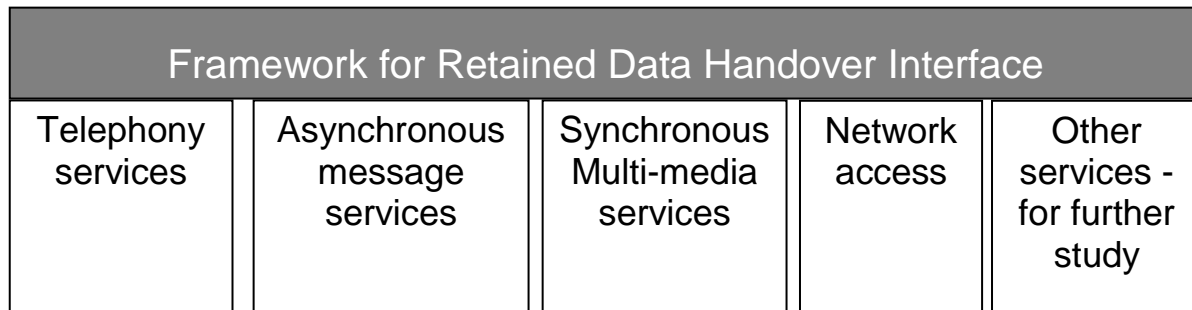 Framework for Retained Data Handover Interface
Telephony
services
Asynchronous
message
services
Synchronous
Multi-media
services
Network
access
Other
services -
for further
study